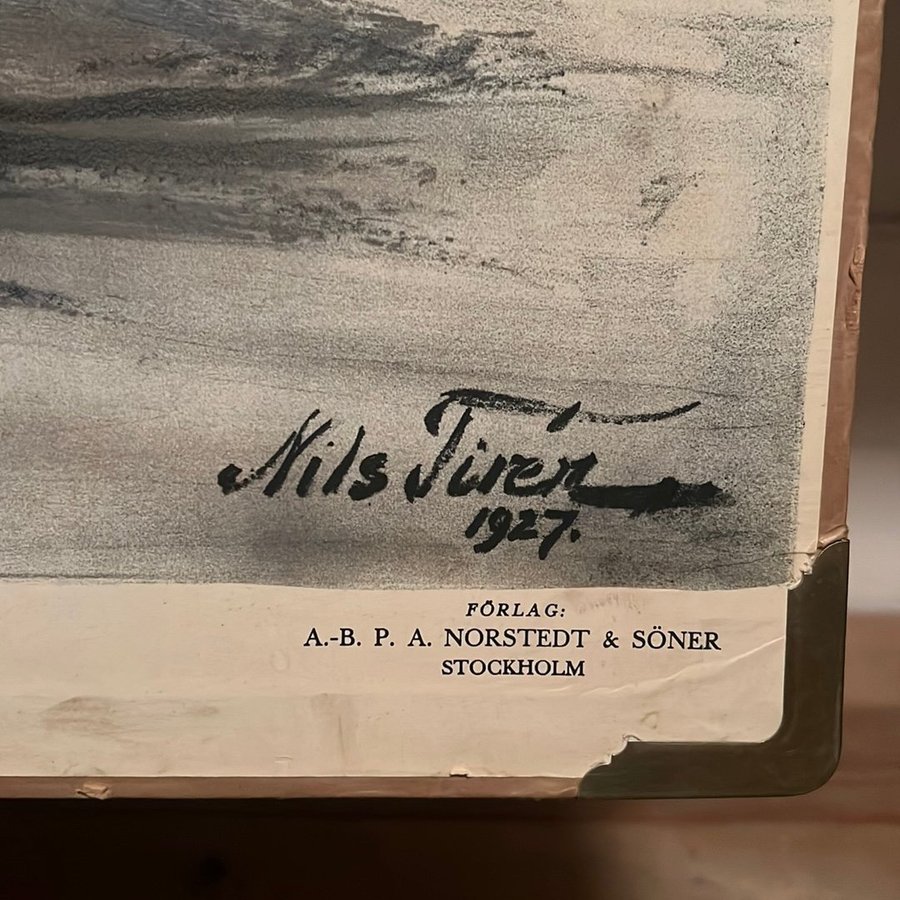 Nils Tirén
1927.
FÖRLAG:
A.-B. P. A. NORSTEDT & SÖNER
STOCKHOLM